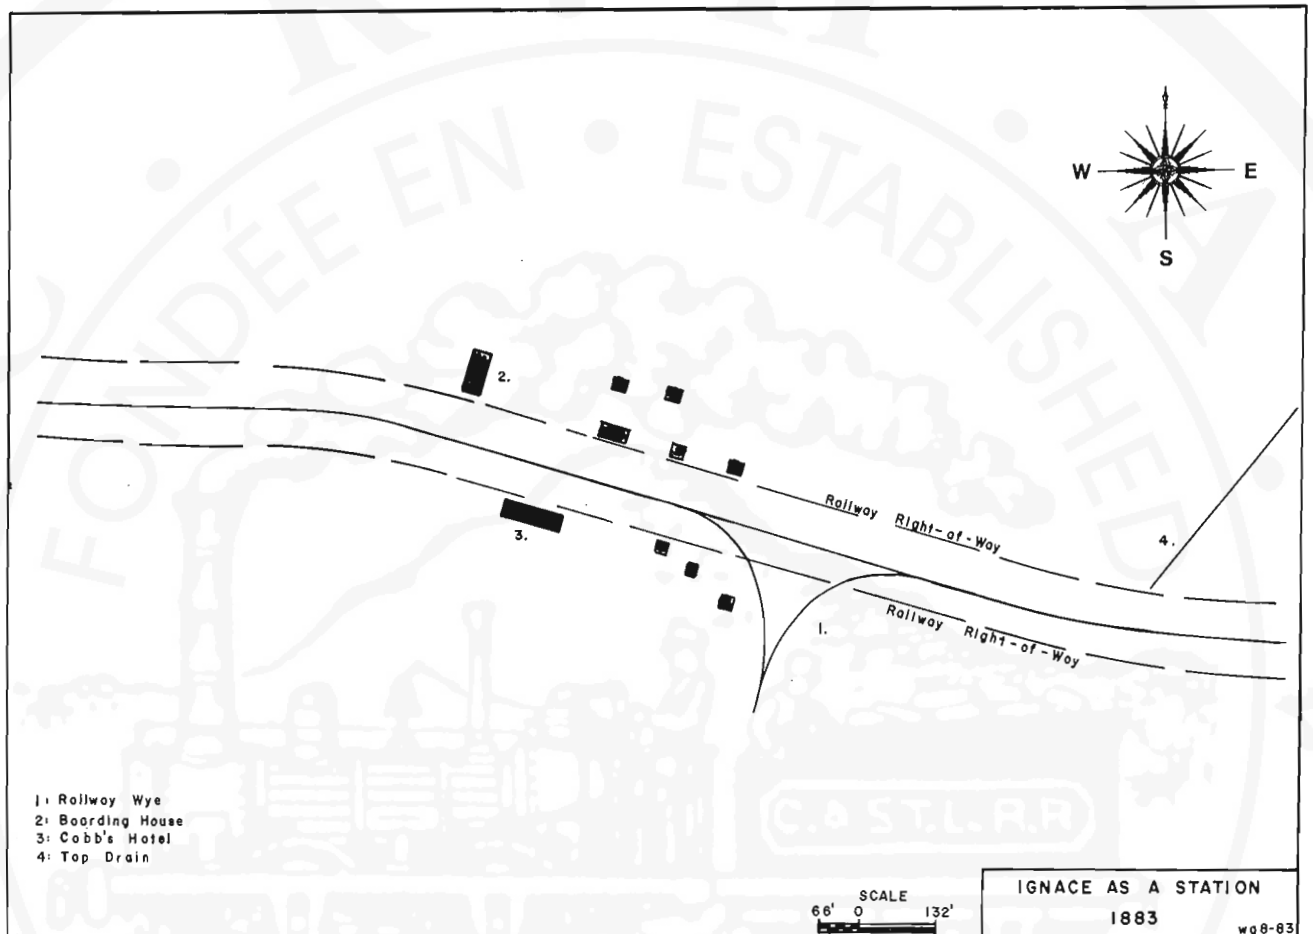 FONDÉE EN • ESTABLISHED
W
E
S
2.
3.
Railway Right-of-Way
4.
Railway Right-of-Way
1.
1: Railway Wye
2: Boarding House
3: Cobb's Hotel
4: Tap Drain
C. & ST. L. R.R
SCALE
66' 0 132'
IGNACE AS A STATION
1883
wa8-83